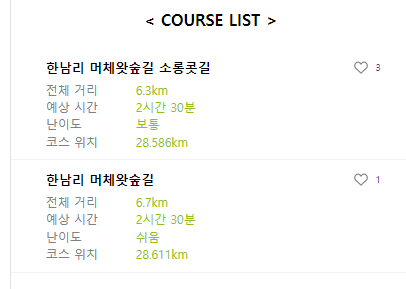 < COURSE LIST >
한남리 머체왓숲길 소롱콧길 3
전체 거리 6.3km
예상 시간 2시간 30분
난이도 보통
코스 위치 28.586km
한남리 머체왓숲길 1
전체 거리 6.7km
예상 시간 2시간 30분
난이도 쉬움
코스 위치 28.611km